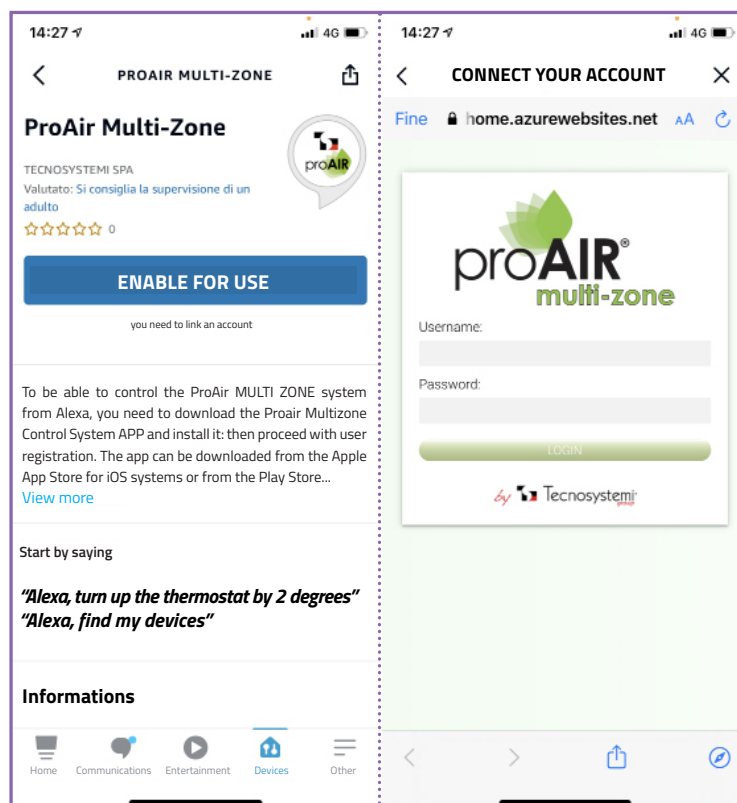 14:27
4G
PROAIR MULTI-ZONE
ProAir Multi-Zone
TECNOSYSTEMI SPA
Valutato: Si consiglia la supervisione di un
adulto
0
proAIR
ENABLE FOR USE
you need to link an account
To be able to control the ProAir MULTI ZONE system
from Alexa, you need to download the Proair Multizone
Control System APP and install it: then proceed with user
registration. The app can be downloaded from the Apple
App Store for iOS systems or from the Play Store...
View more
Start by saying
“Alexa, turn up the thermostat by 2 degrees”
“Alexa, find my devices”
Informations
Home Communications Entertainment Devices Other
14:27
4G
CONNECT YOUR ACCOUNT
Fine home.azurewebsites.net AA
proAIR®
multi-zone
Username:
Password:
LOGIN
by Tecnosystemi
group